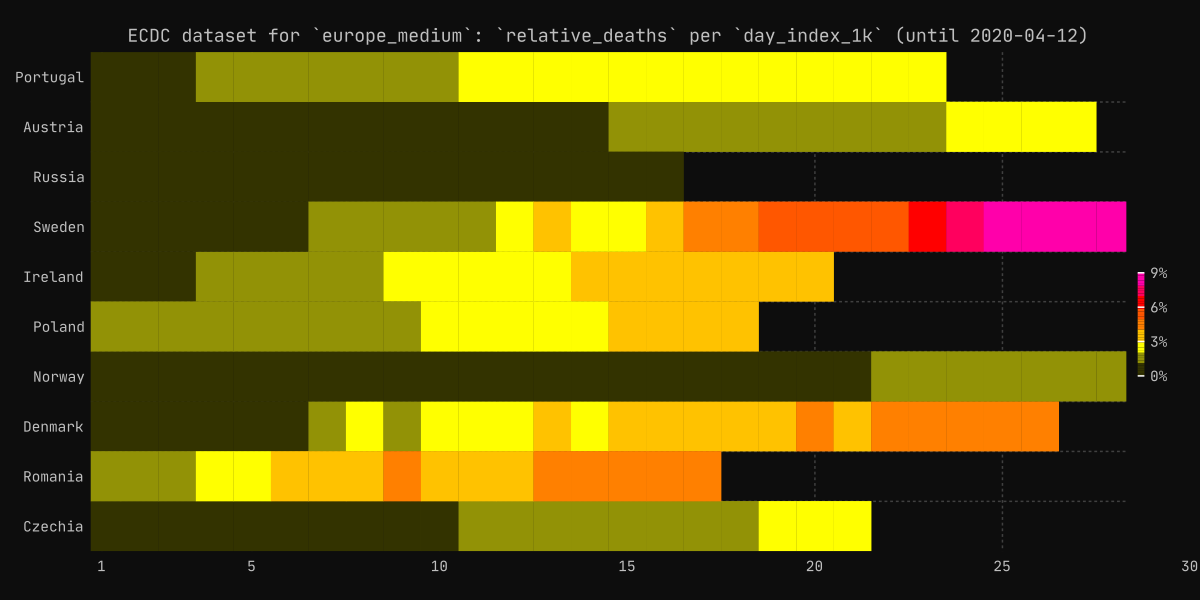 ECDC dataset for `europe_medium`: `relative_deaths` per `day_index_1k` (until 2020-04-12)
Portugal
Austria
Russia
Sweden
Ireland
Poland
Norway
Denmark
Romania
Czechia
9%
6%
3%
0%
1 5 10 15 20 25 30